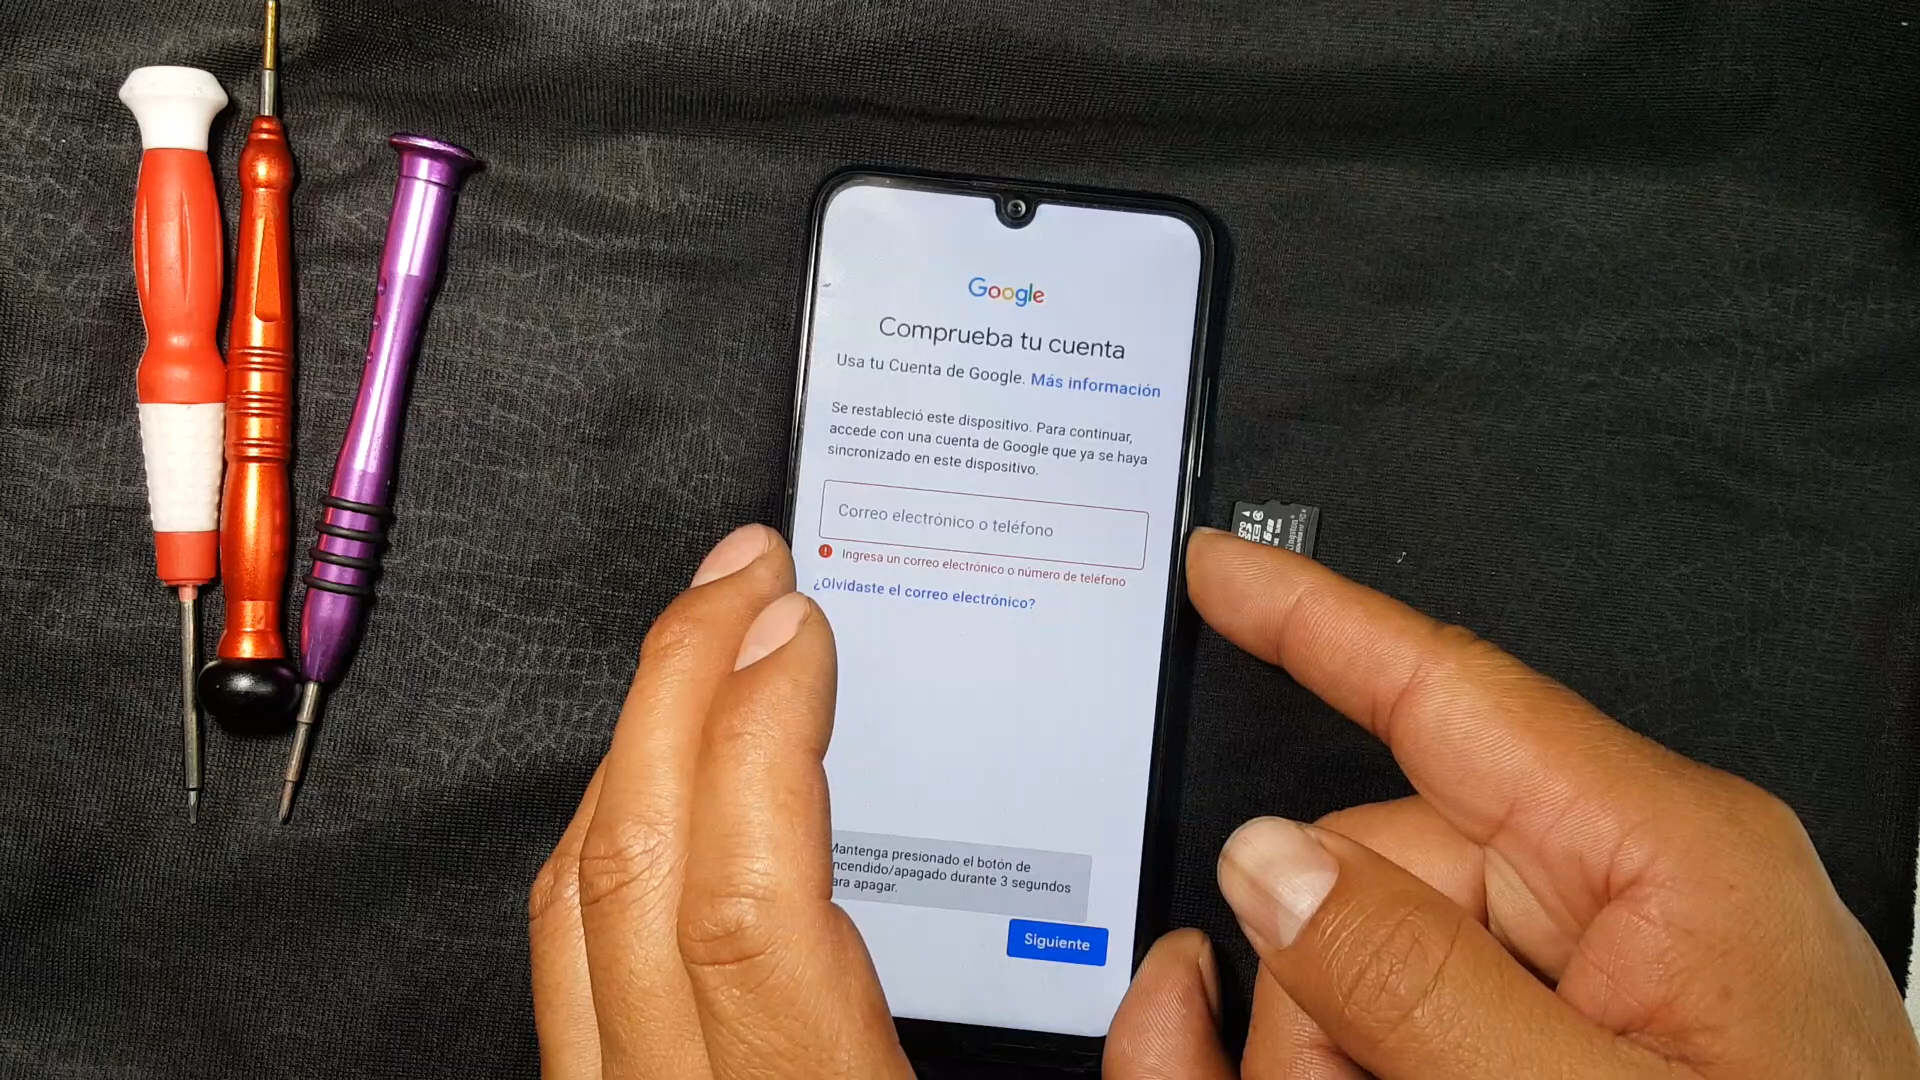 Google
Comprueba tu cuenta
Usa tu Cuenta de Google. Más información
Se restableció este dispositivo. Para continuar,
accede con una cuenta de Google que ya se haya
sincronizado en este dispositivo.
Correo electrónico o teléfono
Ingresa un correo electrónico o número de teléfono
¿Olvidaste el correo electrónico?
Mantenga presionado el botón de
ncendido/apagado durante 3 segundos
ara apagar.
Siguiente
Kingston